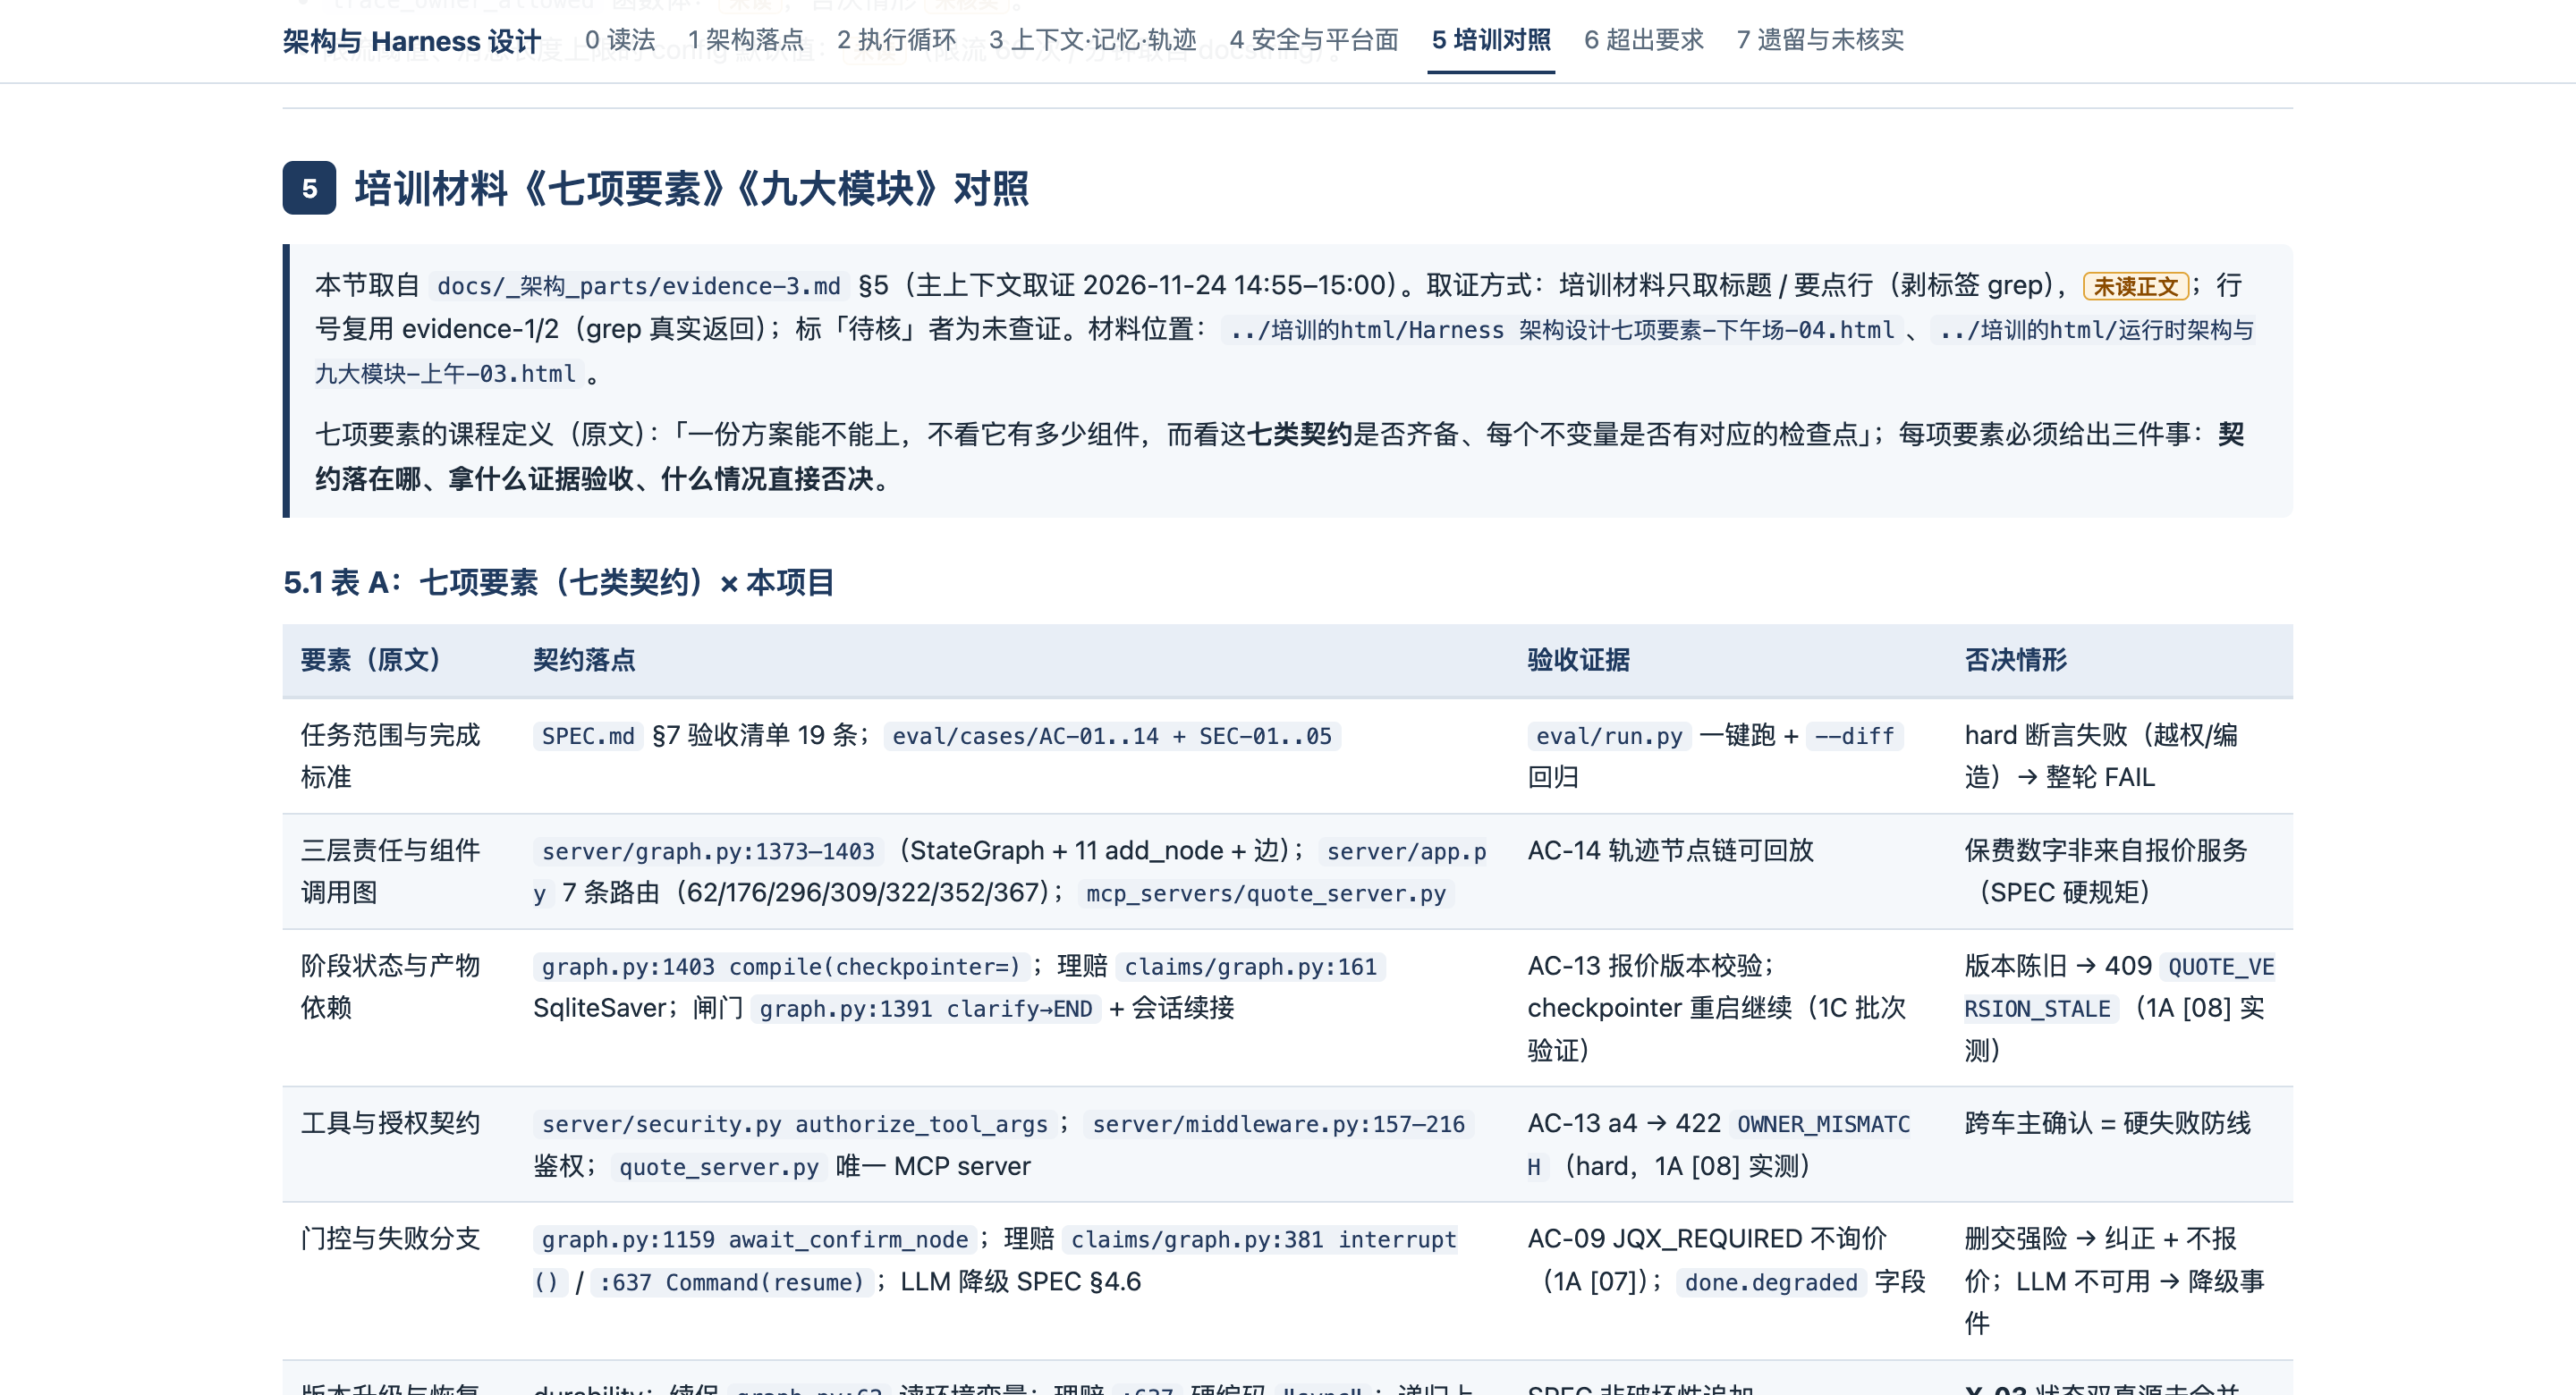 架构与 Harness 设计 0 读法 1 架构落点 2 执行循环 3 上下文·记忆·轨迹 4 安全与平台面 5 培训对照 6 超出要求 7 遗留与未核实
5 培训材料《七项要素》《九大模块》对照
本节取自 docs/_架构_parts/evidence-3.md §5（主上下文取证 2026-11-24 14:55–15:00）。取证方式：培训材料只取标题 / 要点行（剥标签 grep），未读正文；行
号复用 evidence-1/2（grep 真实返回）；标「待核」者为未查证。材料位置： ../培训的html/Harness 架构设计七项要素-下午场-04.html 、 ../培训的html/运行时架构与
九大模块-上午-03.html 。
七项要素的课程定义（原文）：「一份方案能不能上，不看它有多少组件，而看这七类契约是否齐备、每个不变量是否有对应的检查点」；每项要素必须给出三件事：契
约落在哪、拿什么证据验收、什么情况直接否决。
5.1 表 A：七项要素（七类契约）× 本项目
要素（原文） 契约落点 验收证据 否决情形
任务范围与完成
标准
SPEC.md §7 验收清单 19 条； eval/cases/AC-01..14 + SEC-01..05
eval/run.py 一键跑 + --diff
回归
hard 断言失败（越权/编
造）→ 整轮 FAIL
三层责任与组件
调用图
server/graph.py:1373–1403 （StateGraph + 11 add_node + 边）； server/app.p
y 7 条路由（62/176/296/309/322/352/367）； mcp_servers/quote_server.py
AC-14 轨迹节点链可回放
保费数字非来自报价服务
（SPEC 硬规矩）
阶段状态与产物
依赖
graph.py:1403 compile(checkpointer=) ； 理赔 claims/graph.py:161
SqliteSaver；闸门 graph.py:1391 clarify→END + 会话续接
AC-13 报价版本校验；
checkpointer 重启继续（1C 批次
验证）
版本陈旧 → 409 QUOTE_VE
RSION_STALE （1A [08] 实
测）
工具与授权契约
server/security.py authorize_tool_args ； server/middleware.py:157–216
鉴权； quote_server.py 唯一 MCP server
AC-13 a4 → 422 OWNER_MISMATC
H （hard，1A [08] 实测）
跨车主确认 = 硬失败防线
门控与失败分支
graph.py:1159 await_confirm_node ； 理赔 claims/graph.py:381 interrupt
() / :637 Command(resume) ； LLM 降级 SPEC §4.6
AC-09 JQX_REQUIRED 不询价
（1A [07]）； done.degraded 字段
删交强险 → 纠正 + 不报
价；LLM 不可用 → 降级事
件